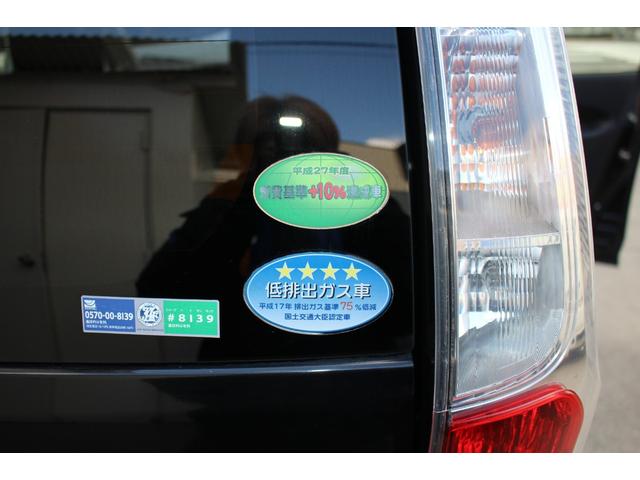 平成27年度
燃費基準+10%達成車
★★★★
低排出ガス車
平成17年 排出ガス基準75%低減
国土交通大臣認定車
0570-00-8139
#8139